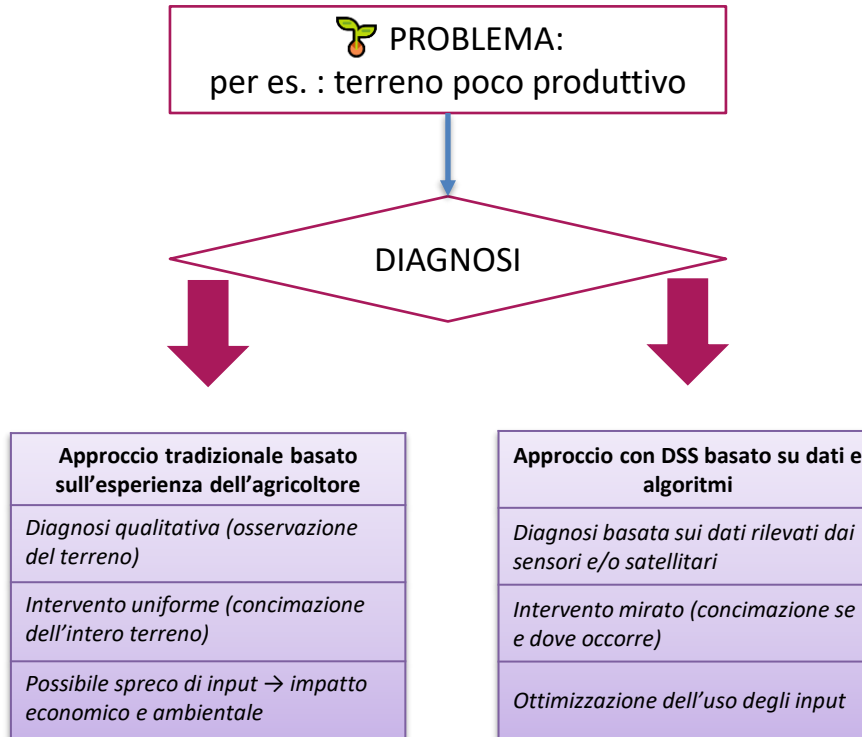 PROBLEMA:
per es. : terreno poco produttivo
DIAGNOSI
Approccio tradizionale basato
sull’esperienza dell’agricoltore
Diagnosi qualitativa (osservazione
del terreno)
Intervento uniforme (concimazione
dell’intero terreno)
Possibile spreco di input → impatto
economico e ambientale
Approccio con DSS basato su dati e
algoritmi
Diagnosi basata sui dati rilevati dai
sensori e/o satellitari
Intervento mirato (concimazione se
e dove occorre)
Ottimizzazione dell’uso degli input